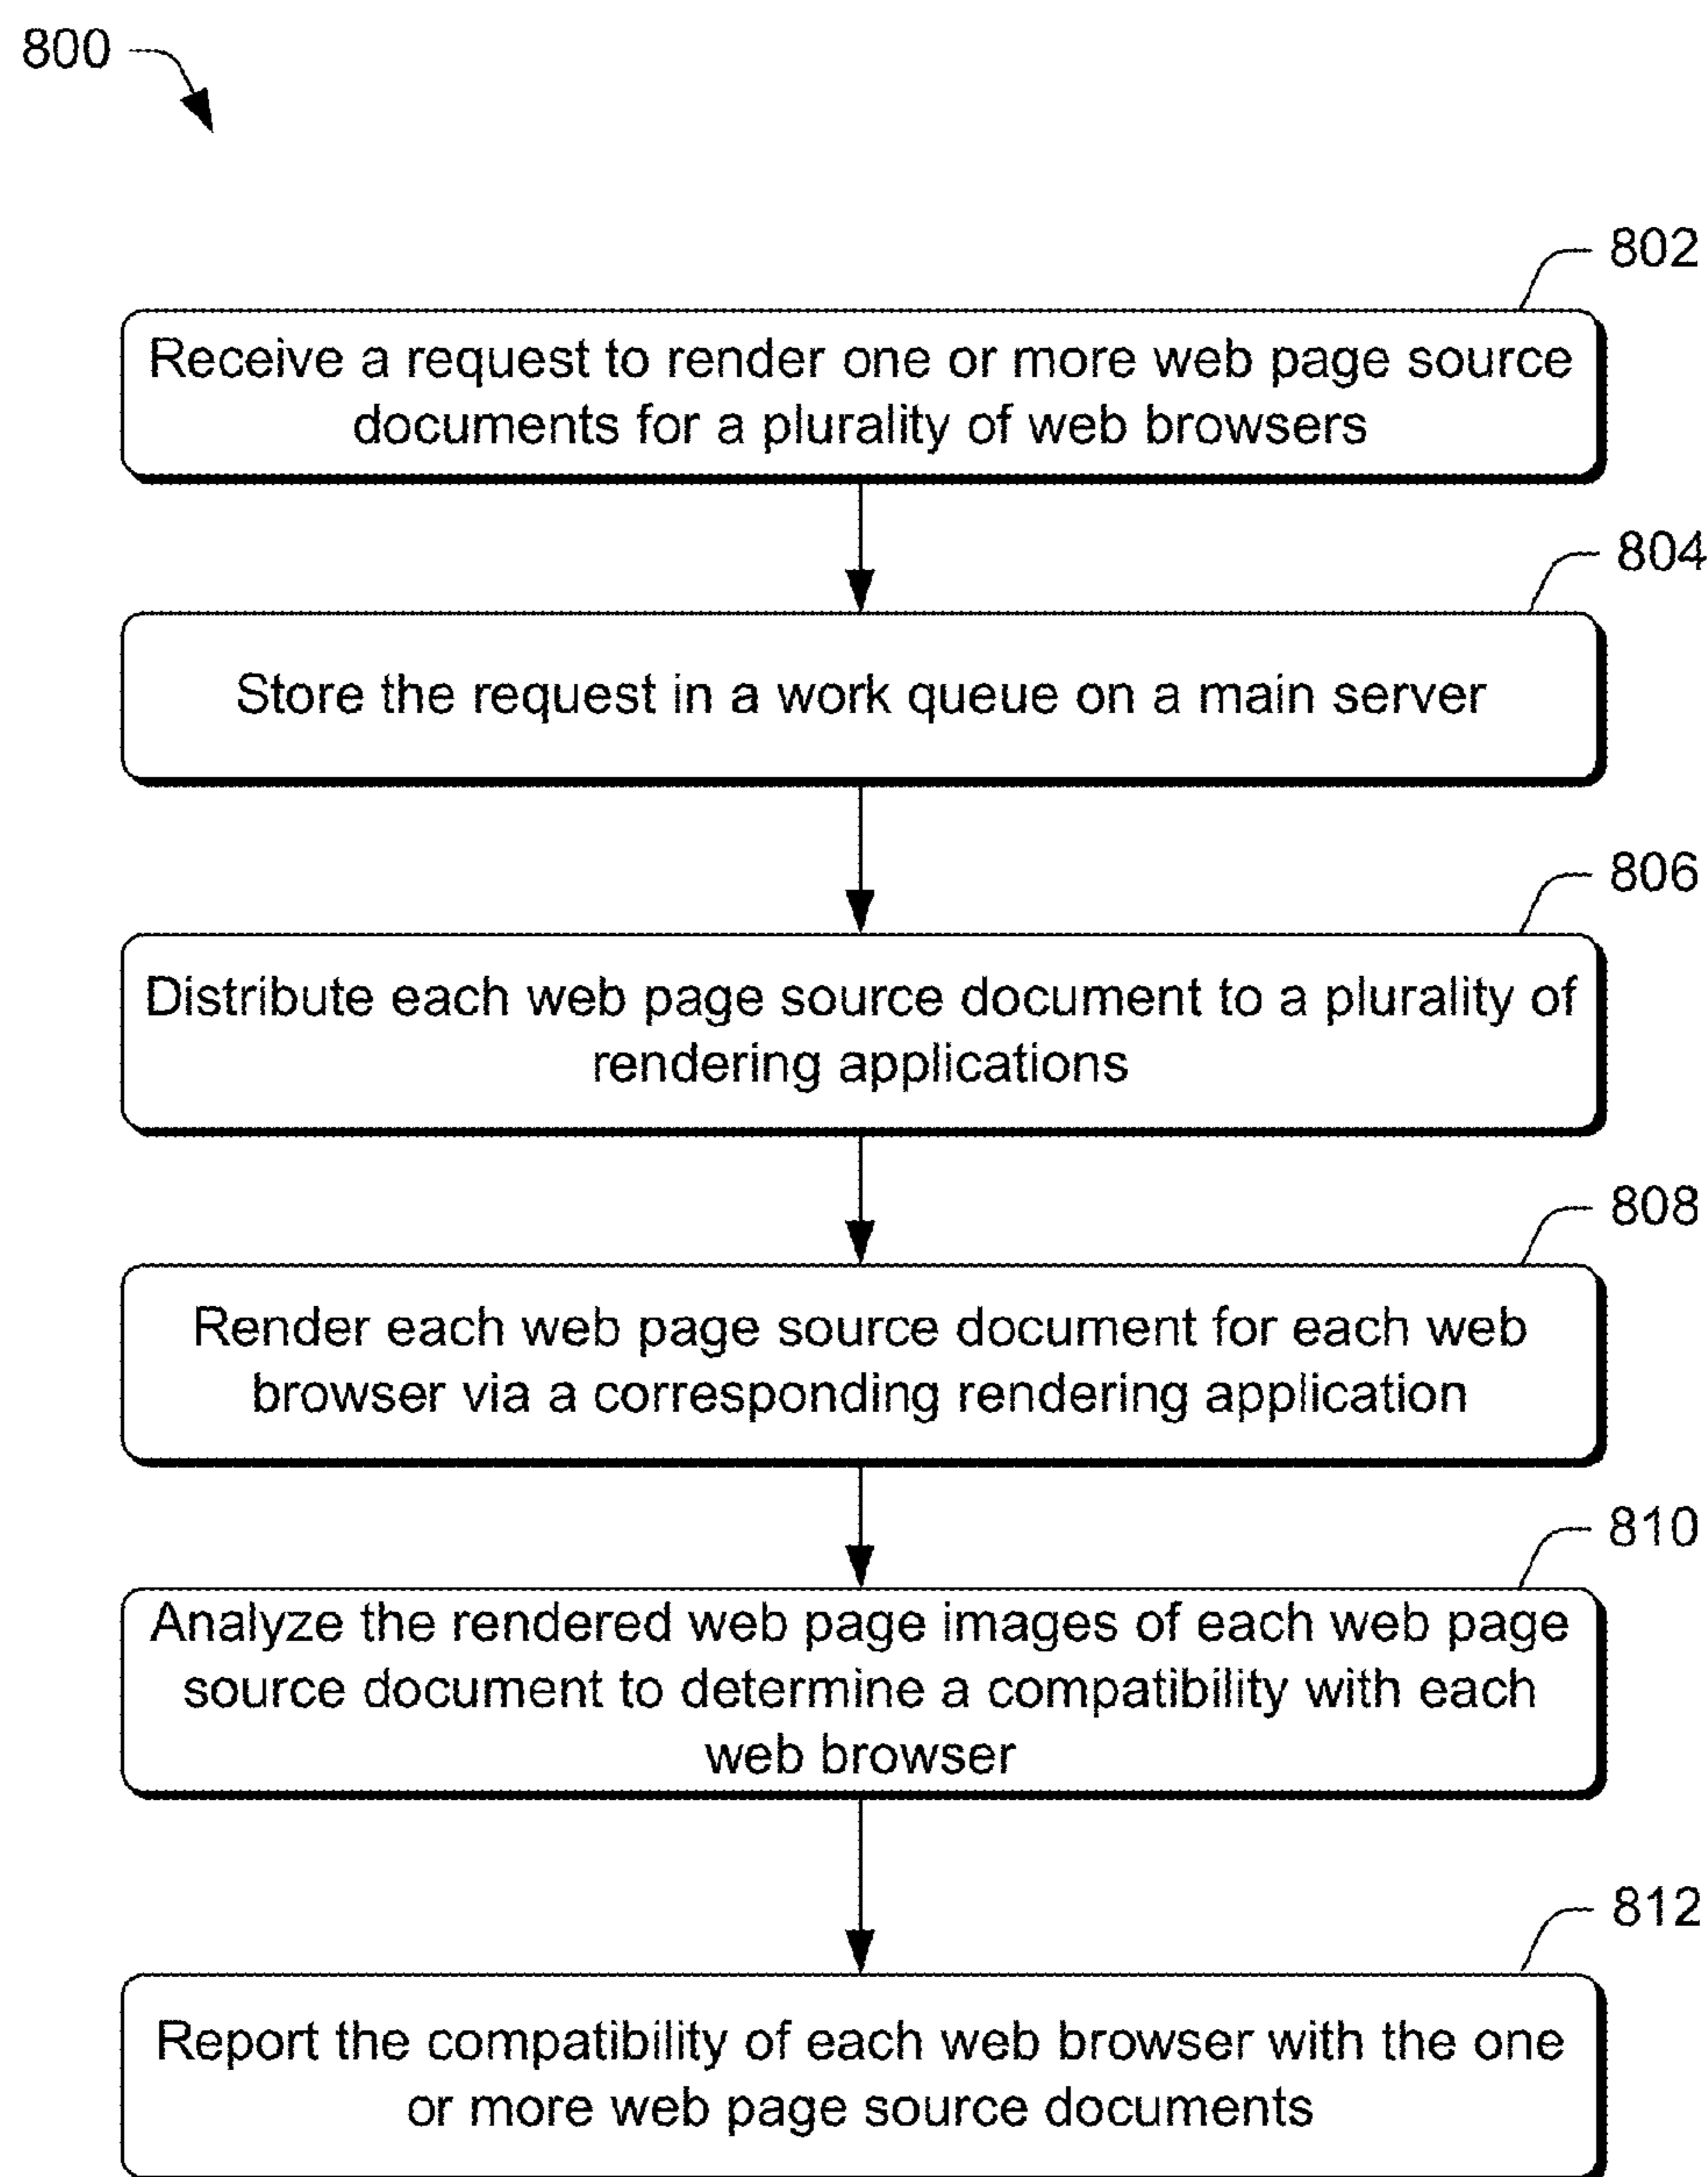 800
802
Receive a request to render one or more web page source
documents for a plurality of web browsers
804
Store the request in a work queue on a main server
806
Distribute each web page source document to a plurality of
rendering applications
808
Render each web page source document for each web
browser via a corresponding rendering application
810
Analyze the rendered web page images of each web page
source document to determine a compatibility with each
web browser
812
Report the compatibility of each web browser with the one
or more web page source documents